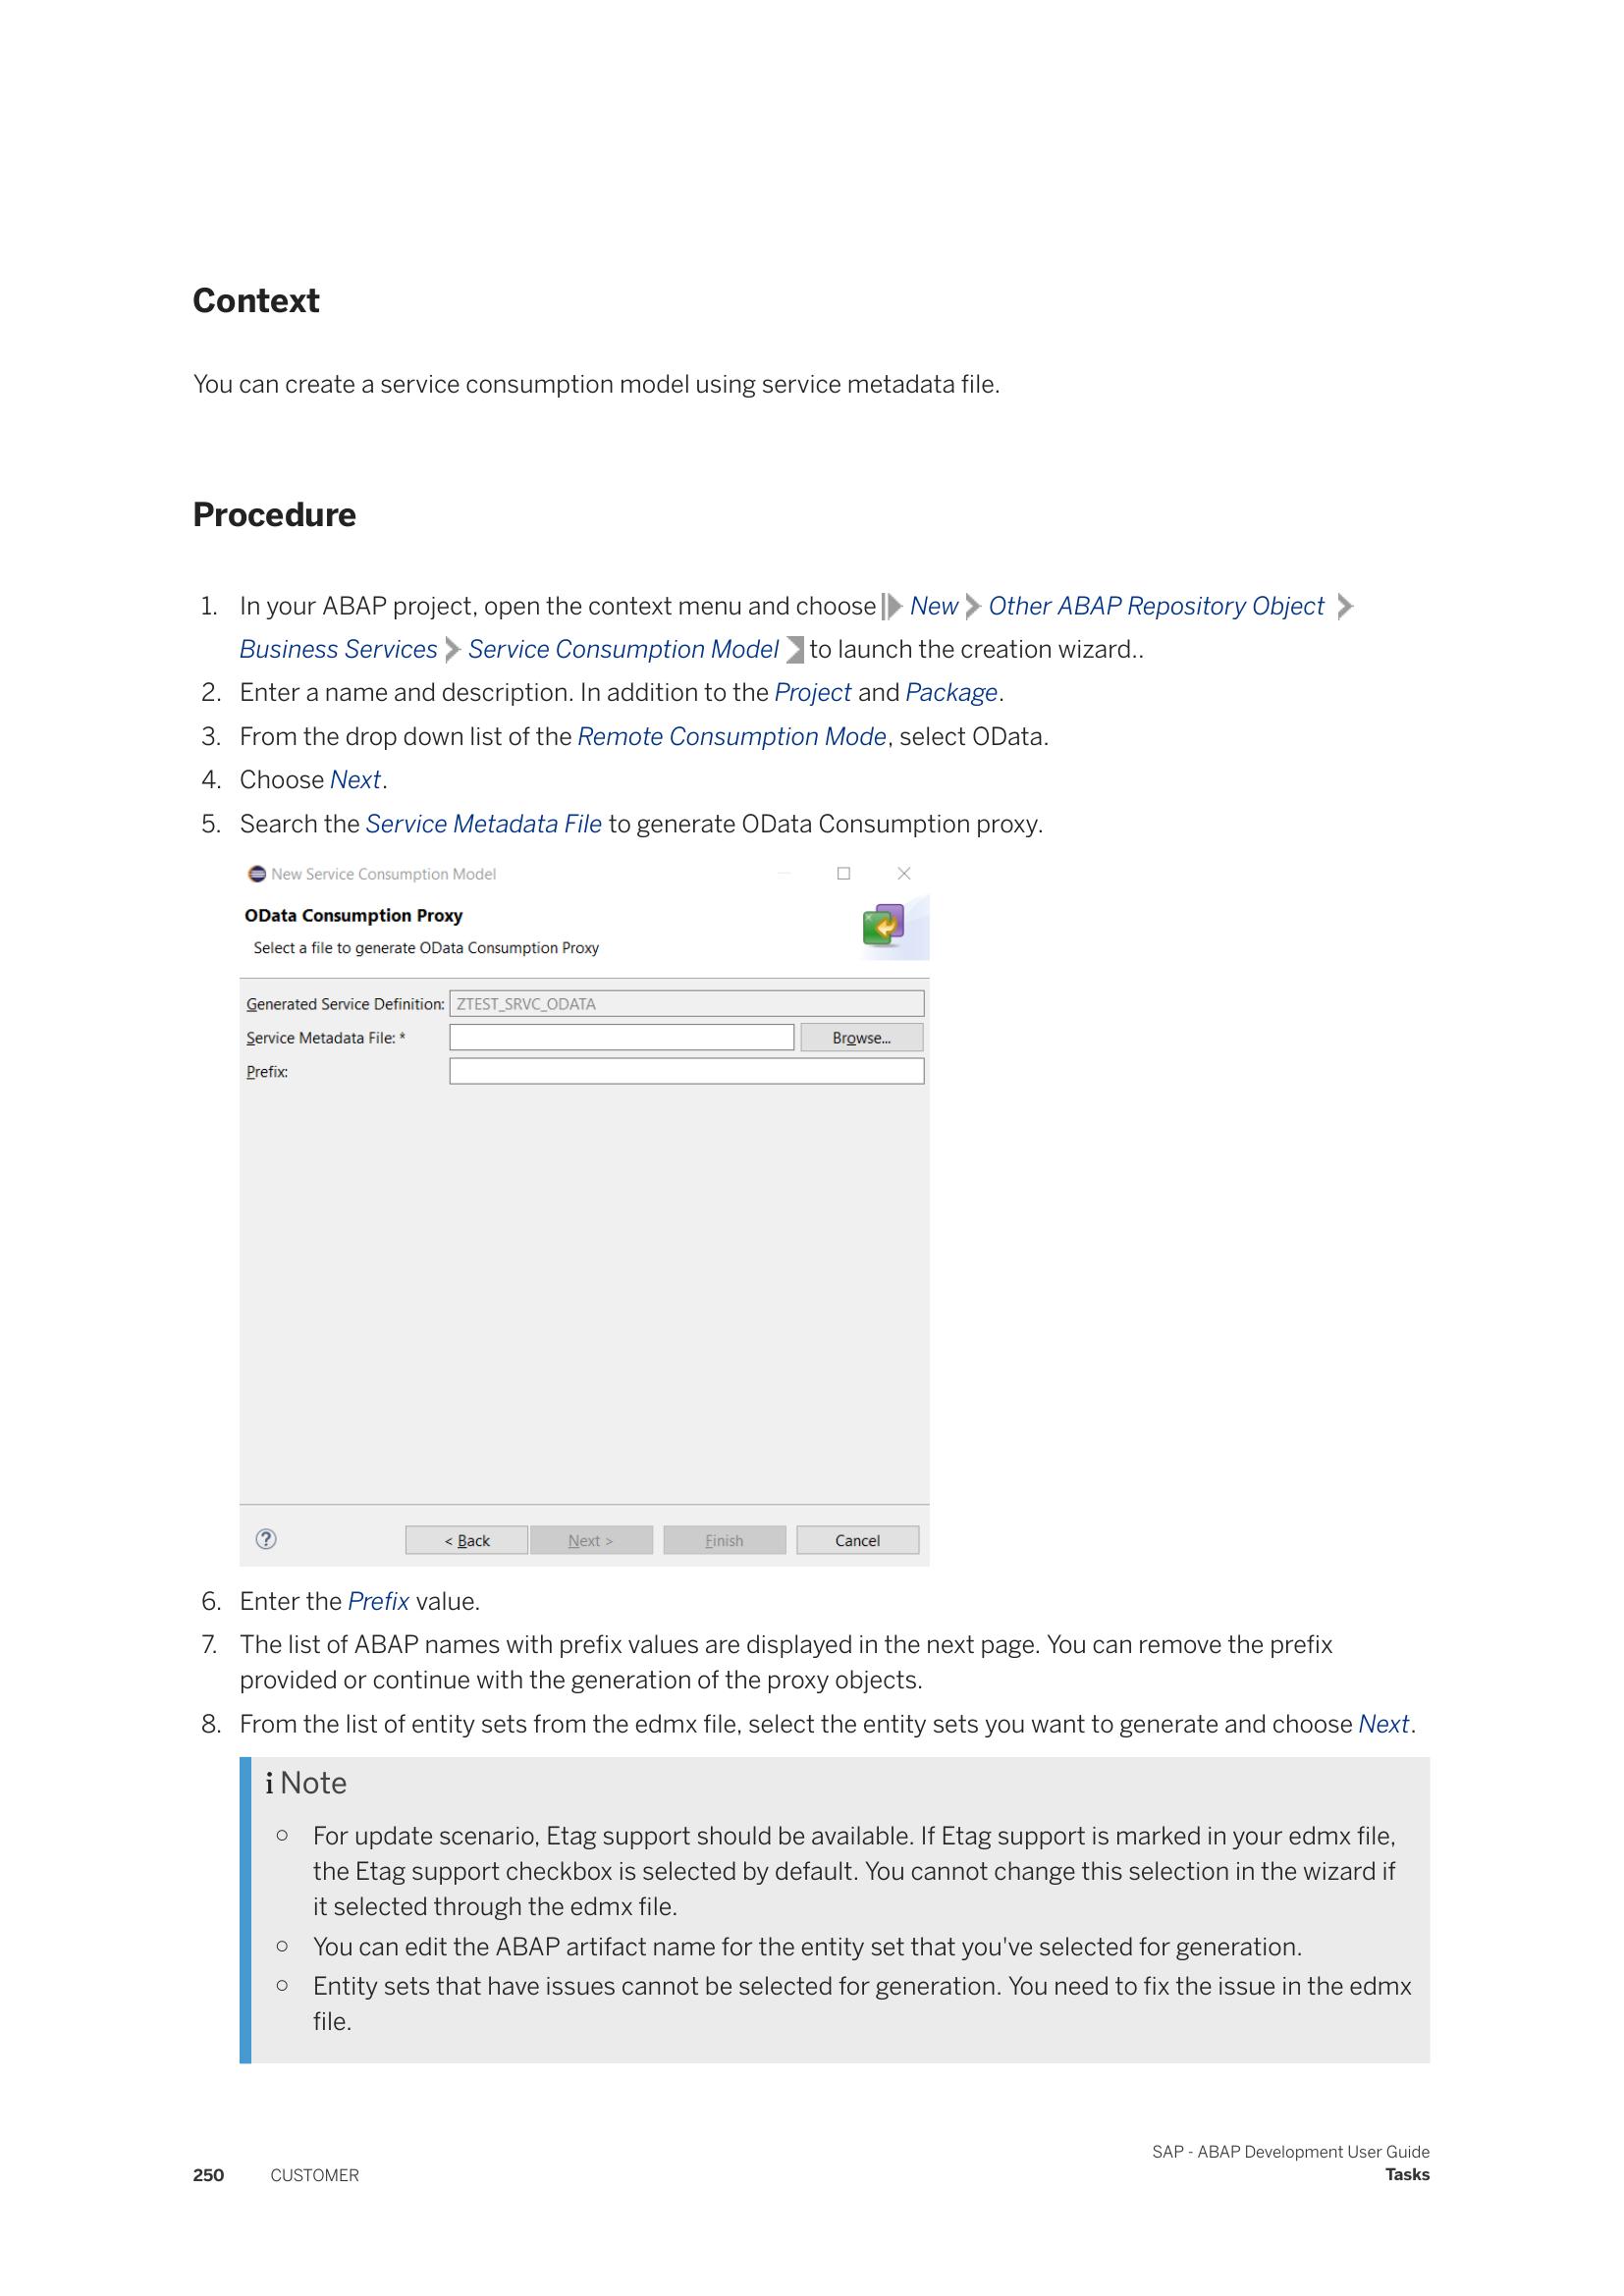 Context
You can create a service consumption model using service metadata file.
Procedure
1. In your ABAP project, open the context menu and choose New Other ABAP Repository Object
Business Services Service Consumption Model to launch the creation wizard..
2. Enter a name and description. In addition to the Project and Package.
3. From the drop down list of the Remote Consumption Mode, select OData.
4. Choose Next.
5. Search the Service Metadata File to generate OData Consumption proxy.
New Service Consumption Model
OData Consumption Proxy
Select a file to generate OData Consumption Proxy
Generated Service Definition: ZTEST_SRVC_ODATA
Service Metadata File: * Browse...
Prefix:
? < Back Next > Finish Cancel
6. Enter the Prefix value.
7. The list of ABAP names with prefix values are displayed in the next page. You can remove the prefix
provided or continue with the generation of the proxy objects.
8. From the list of entity sets from the edmx file, select the entity sets you want to generate and choose Next.
i Note
○ For update scenario, Etag support should be available. If Etag support is marked in your edmx file,
the Etag support checkbox is selected by default. You cannot change this selection in the wizard if
it selected through the edmx file.
○ You can edit the ABAP artifact name for the entity set that you've selected for generation.
○ Entity sets that have issues cannot be selected for generation. You need to fix the issue in the edmx
file.
SAP - ABAP Development User Guide
250 CUSTOMER Tasks